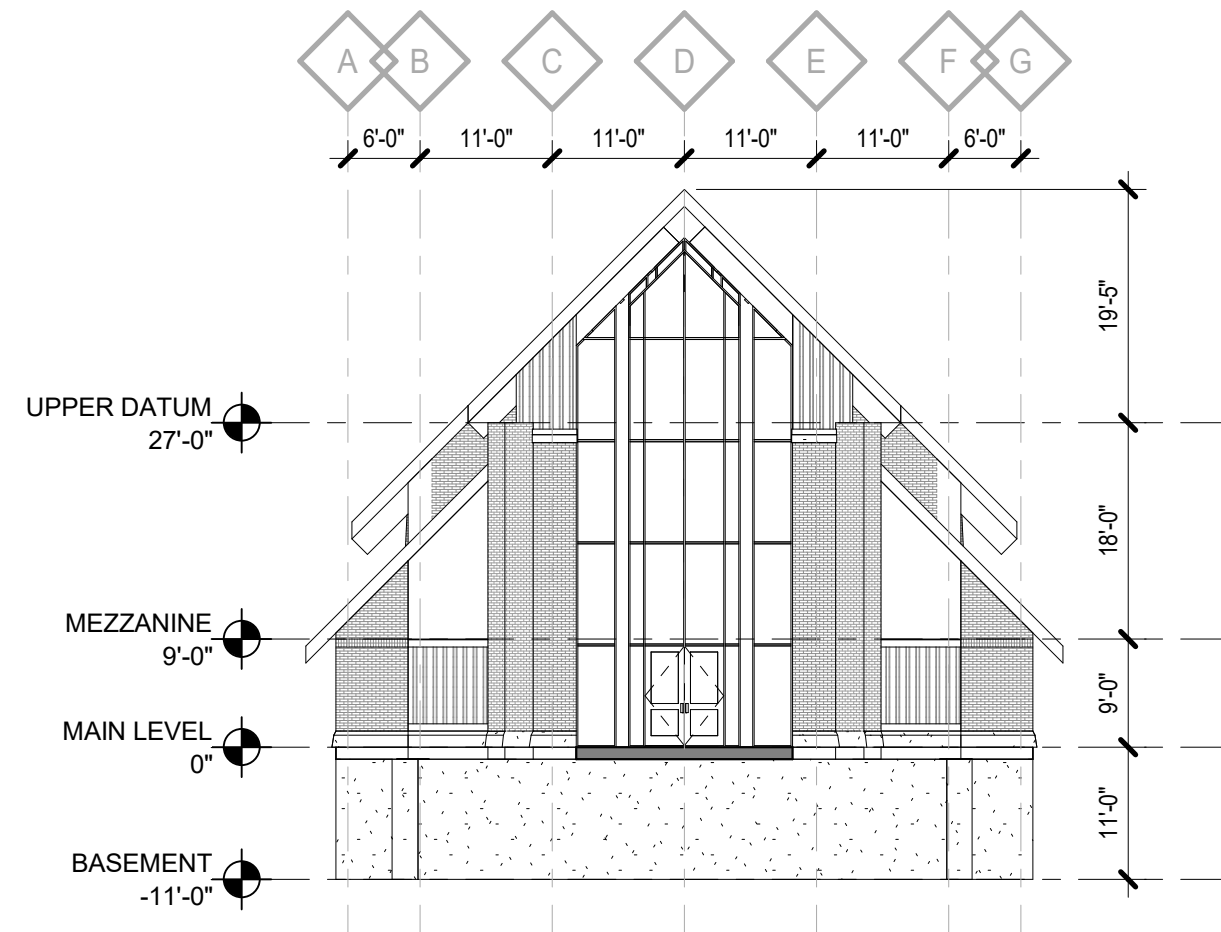 A B C D E F G
6'-0" 11'-0" 11'-0" 11'-0" 11'-0" 6'-0"
19'-5"
UPPER DATUM
27'-0"
18'-0"
MEZZANINE
9'-0"
9'-0"
MAIN LEVEL
0"
11'-0"
BASEMENT
-11'-0"